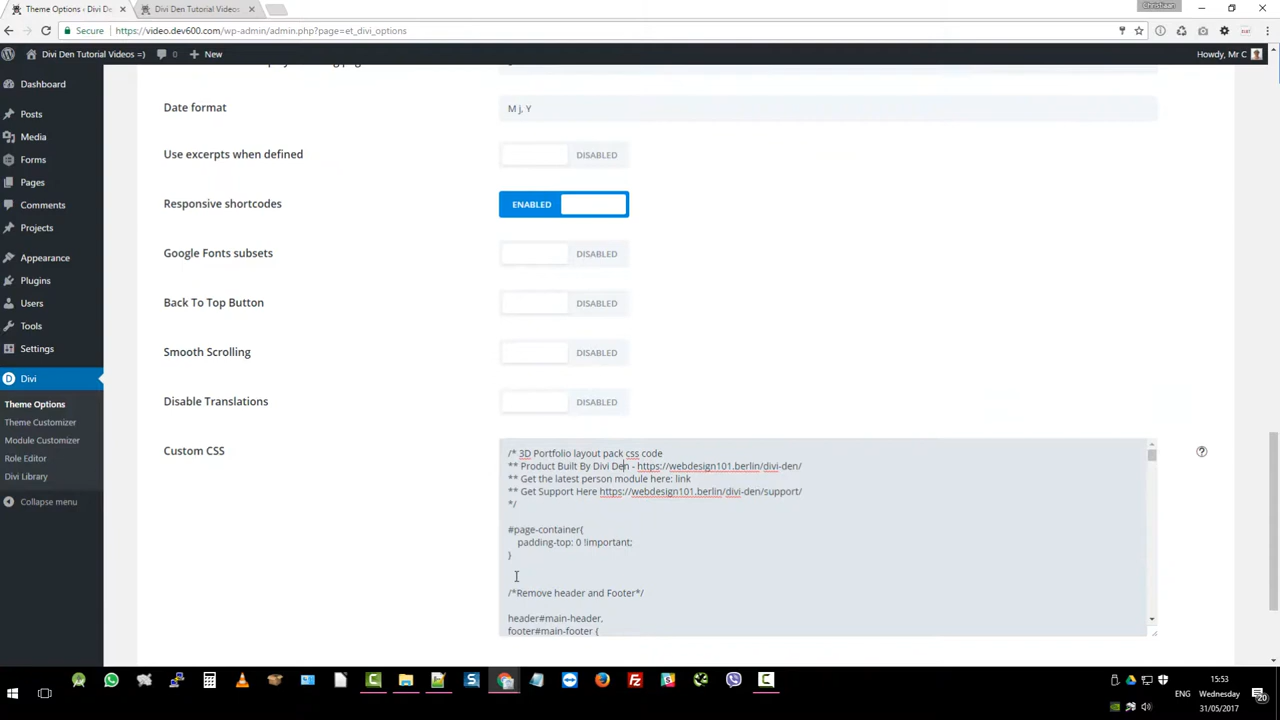 Theme Options | Divi De
Divi Den Tutorial Videos
Christiaan
Secure
https://video.dev600.com/wp-admin/admin.php?page=et_divi_options
Divi Den Tutorial Videos =)
0
New
Howdy, Mr C
Dashboard
Posts
Media
Forms
Pages
Comments
Projects
Appearance
Plugins
Users
Tools
Settings
Divi
Theme Options
Theme Customizer
Module Customizer
Role Editor
Divi Library
Collapse menu
Date format
M j, Y
Use excerpts when defined
DISABLED
Responsive shortcodes
ENABLED
Google Fonts subsets
DISABLED
Back To Top Button
DISABLED
Smooth Scrolling
DISABLED
Disable Translations
DISABLED
Custom CSS
/* 3D Portfolio layout pack css code
** Product Built By Divi Den - https://webdesign101.berlin/divi-den/
** Get the latest person module here: link
** Get Support Here https://webdesign101.berlin/divi-den/support/
*/
#page-container{
padding-top: 0 !important;
}
/*Remove header and Footer*/
header#main-header,
footer#main-footer {
15:53
ENG
Wednesday
31/05/2017
20